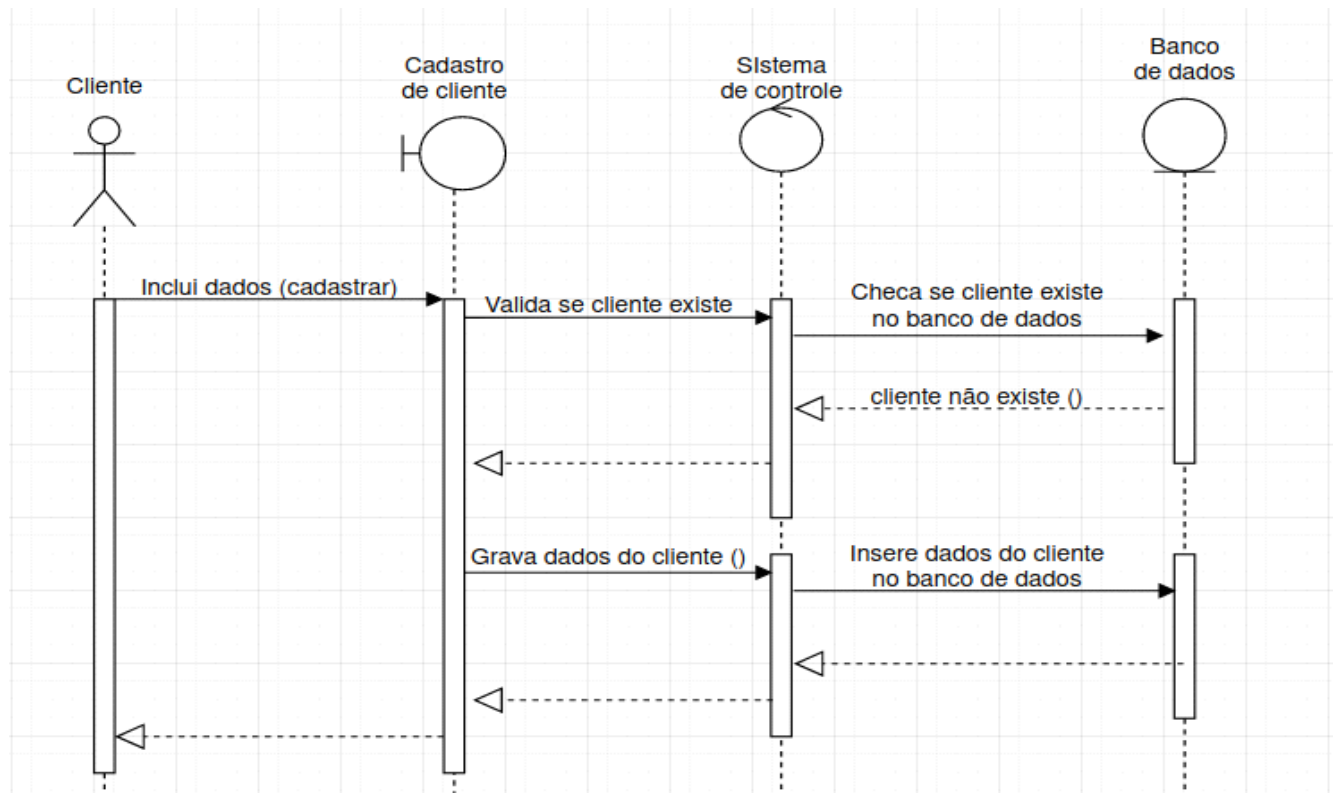 Cliente
Cadastro
de cliente
SIstema
de controle
Banco
de dados
Inclui dados (cadastrar)
Valida se cliente existe
Checa se cliente existe
no banco de dados
cliente não existe ()
Grava dados do cliente ()
Insere dados do cliente
no banco de dados